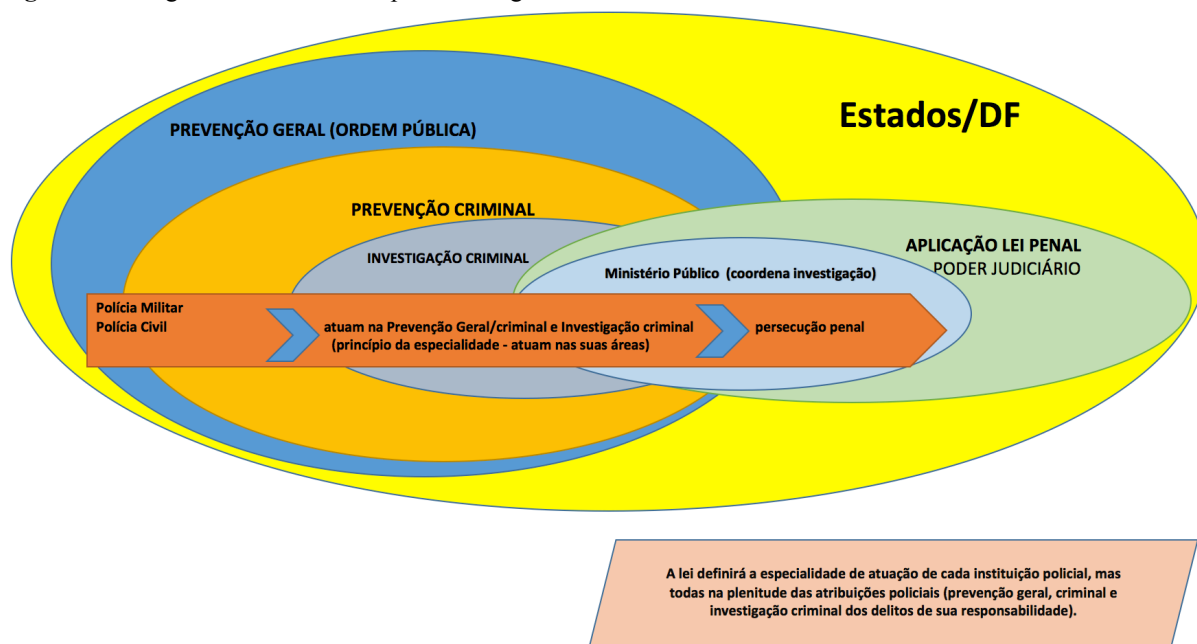 Estados/DF
PREVENÇÃO GERAL (ORDEM PÚBLICA)
PREVENÇÃO CRIMINAL
INVESTIGAÇÃO CRIMINAL
APLICAÇÃO LEI PENAL
PODER JUDICIÁRIO
Ministério Público (coordena investigação)
Polícia Militar
Polícia Civil
atuam na Prevenção Geral/criminal e Investigação criminal
(princípio da especialidade - atuam nas suas áreas)
persecução penal
A lei definirá a especialidade de atuação de cada instituição policial, mas
todas na plenitude das atribuições policiais (prevenção geral, criminal e
investigação criminal dos delitos de sua responsabilidade).